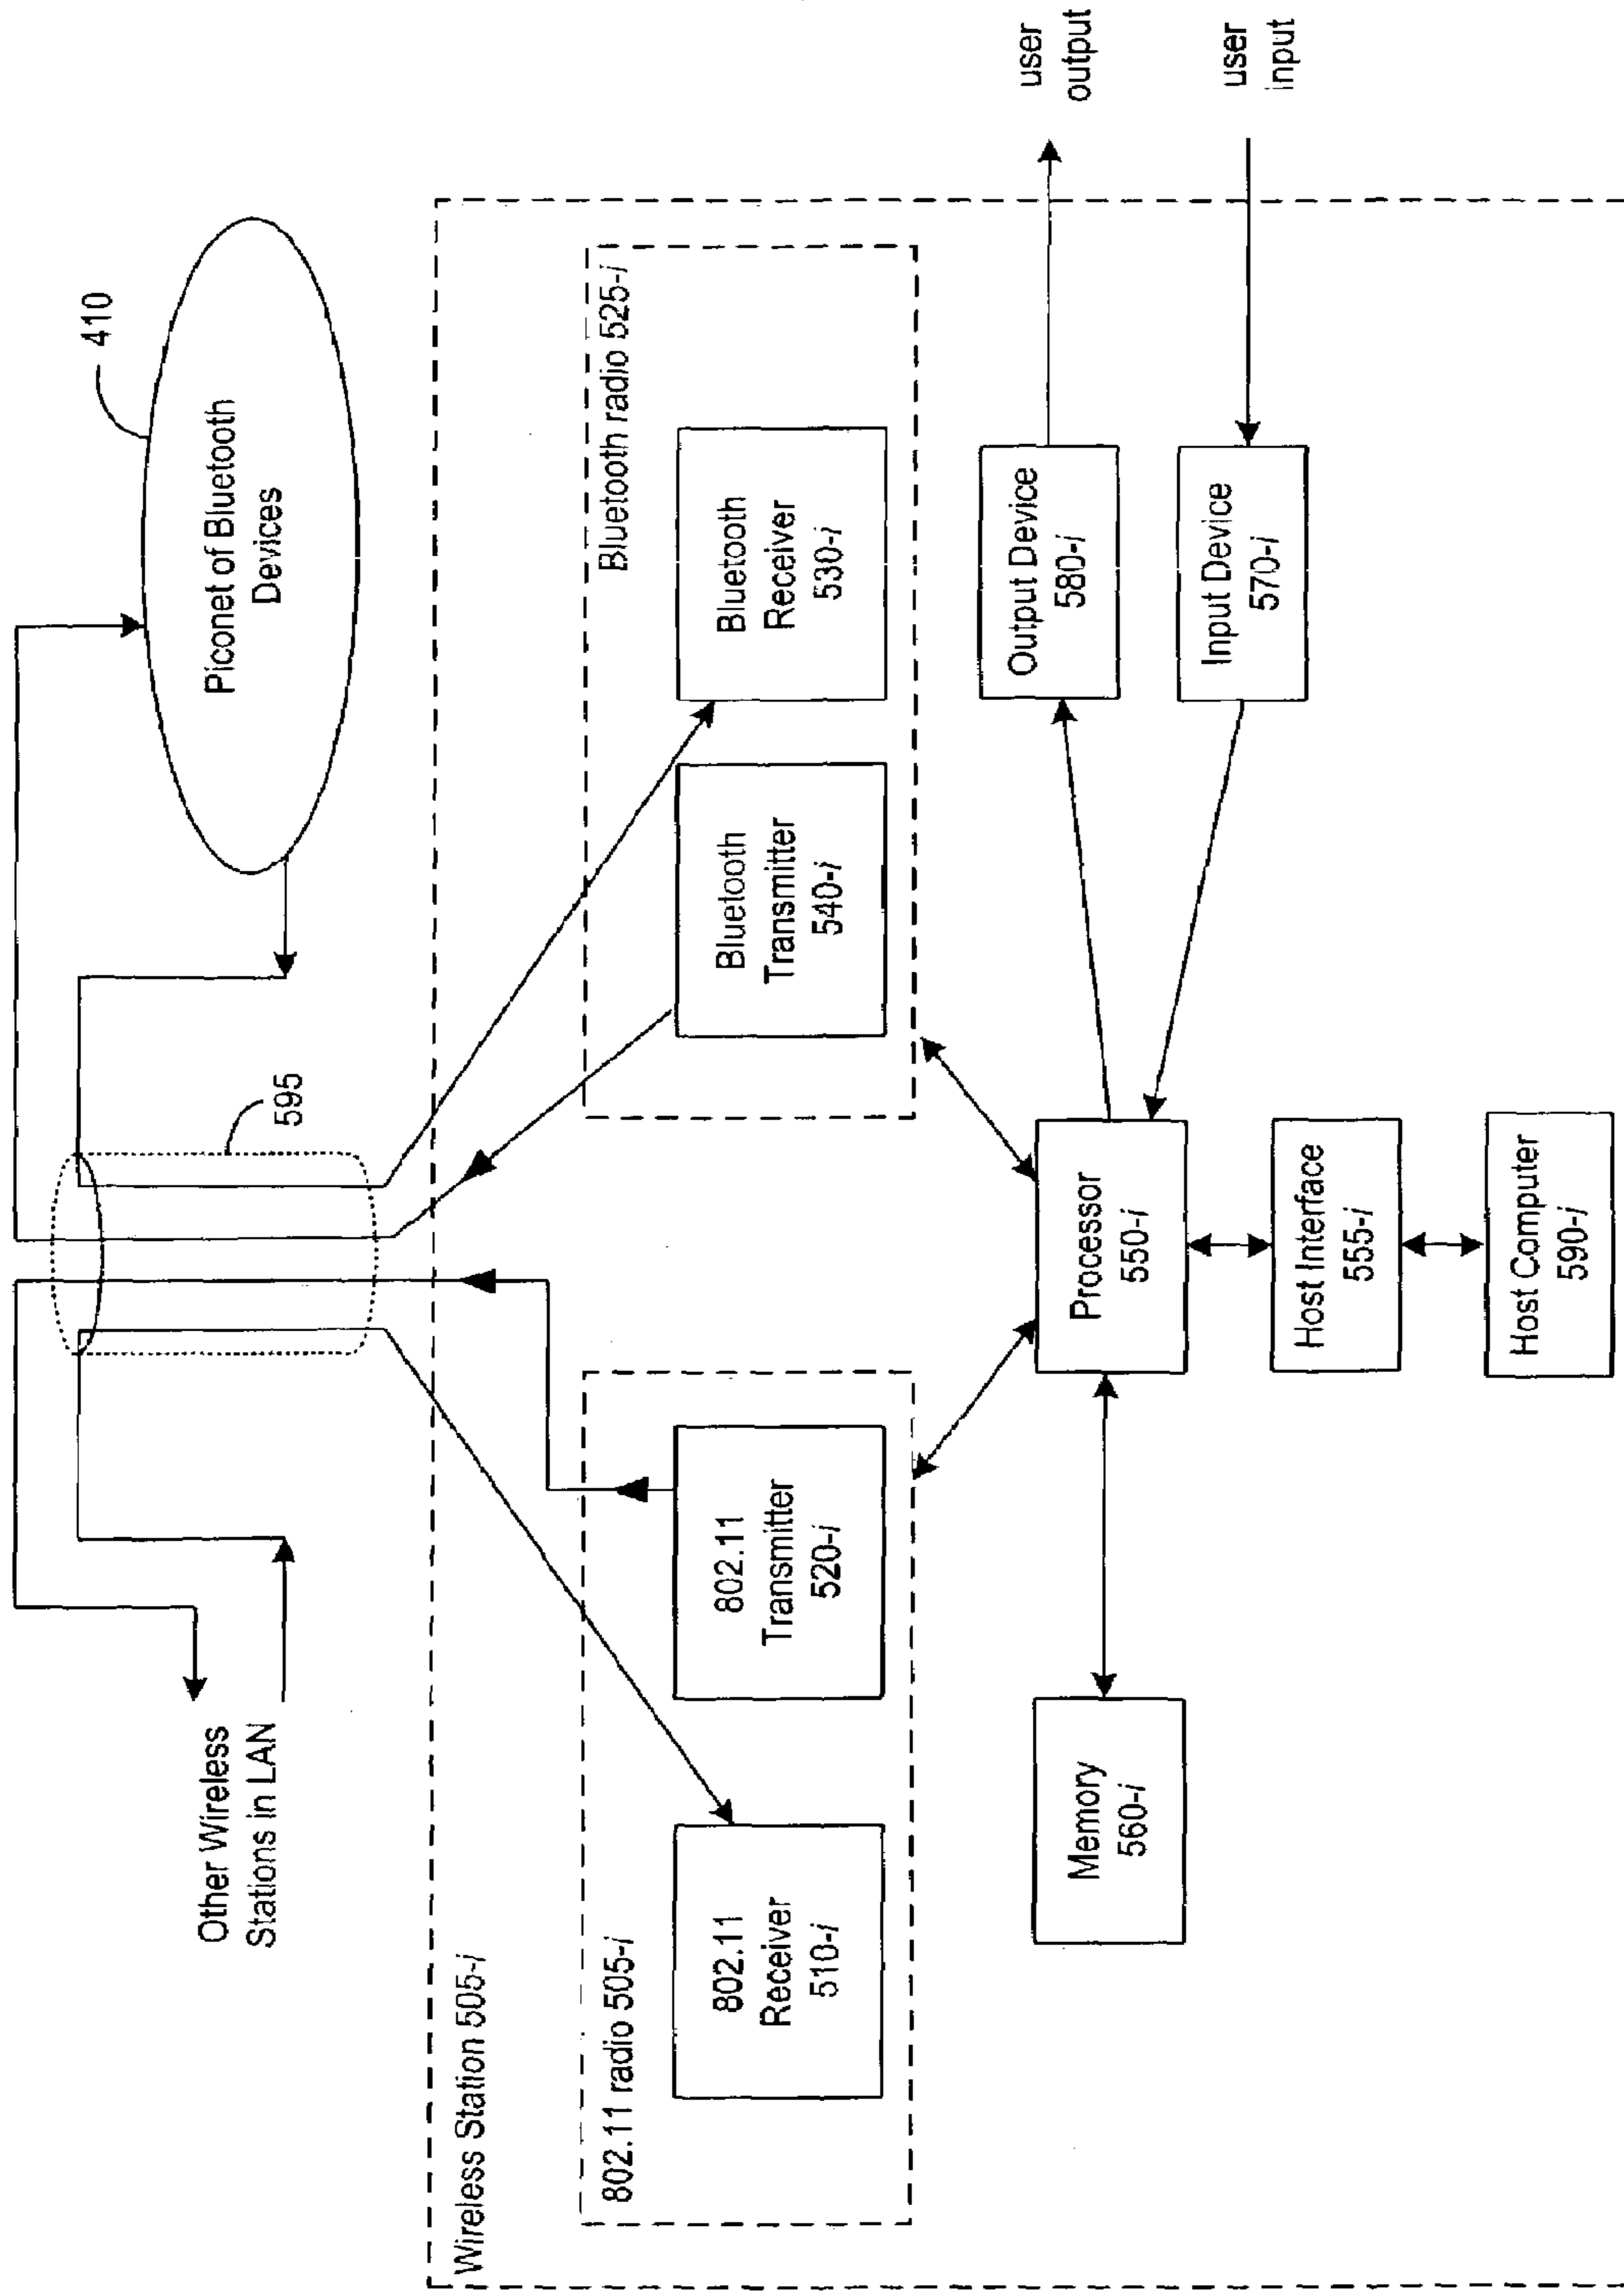 Other Wireless
Stations in LAN
595
410
Piconet of Bluetooth
Devices
Wireless Station 505-i
802.11 radio 505-i
802.11
Receiver
510-i
802.11
Transmitter
520-i
Bluetooth radio 525-i
Bluetooth
Transmitter
540-i
Bluetooth
Receiver
530-i
Memory
560-i
Processor
550-i
Output Device
580-i
user
output
Input Device
570-i
user
input
Host Interface
555-i
Host Computer
590-i